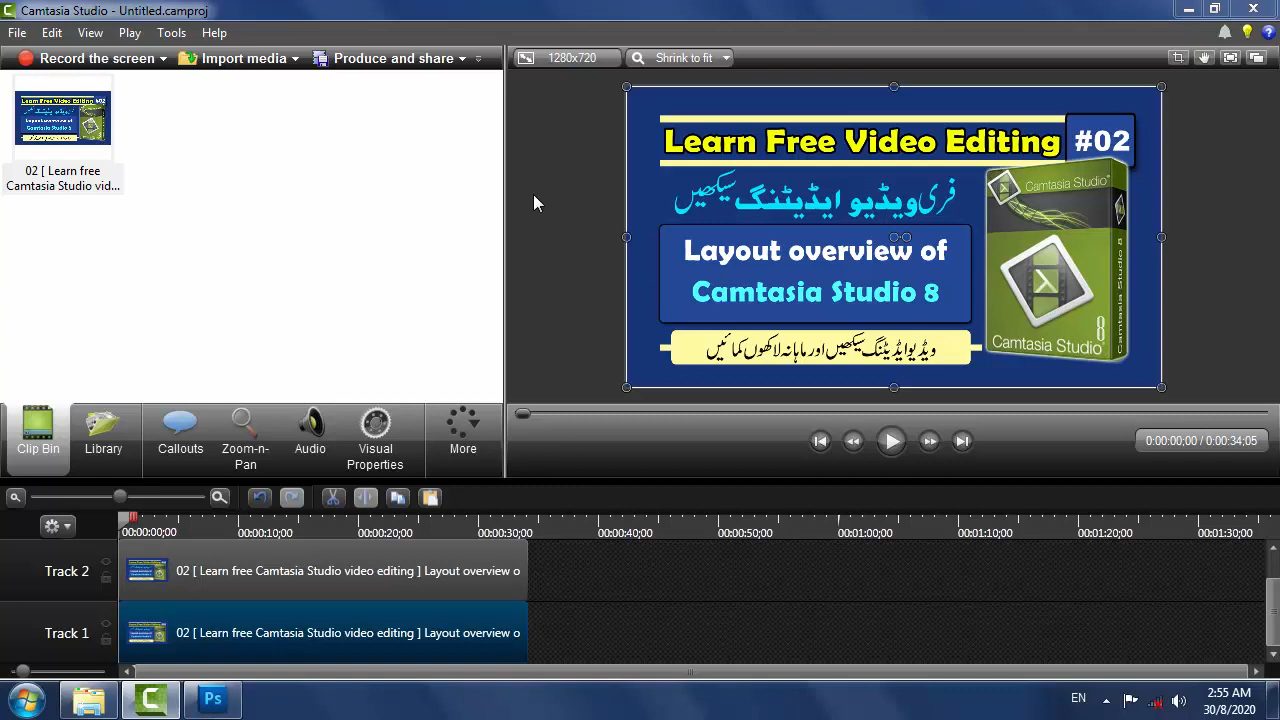 Camtasia Studio - Untitled.camproj
File Edit View Play Tools Help
Record the screen Import media Produce and share
1280x720 Shrink to fit
02 [ Learn free
Camtasia Studio vid...
Learn Free Video Editing #02
فری ویڈیو ایڈیٹنگ سیکھیں
Layout overview of
Camtasia Studio 8
ویڈیو ایڈیٹنگ سیکھیں اور ماہانہ لاکھوں کمائیں
Camtasia Studio
Camtasia Studio 8
8
Camtasia Studio
Clip Bin Library Callouts Zoom-n-Pan Audio Visual Properties More
0:00:00;00 / 0:00:34;05
00:00:00;00 00:00:10;00 00:00:20;00 00:00:30;00 00:00:40;00 00:00:50;00 00:01:00;00 00:01:10;00 00:01:20;00 00:01:30;00
Track 2 02 [ Learn free Camtasia Studio video editing ] Layout overview o
Track 1 02 [ Learn free Camtasia Studio video editing ] Layout overview o
Ps EN 2:55 AM
30/8/2020